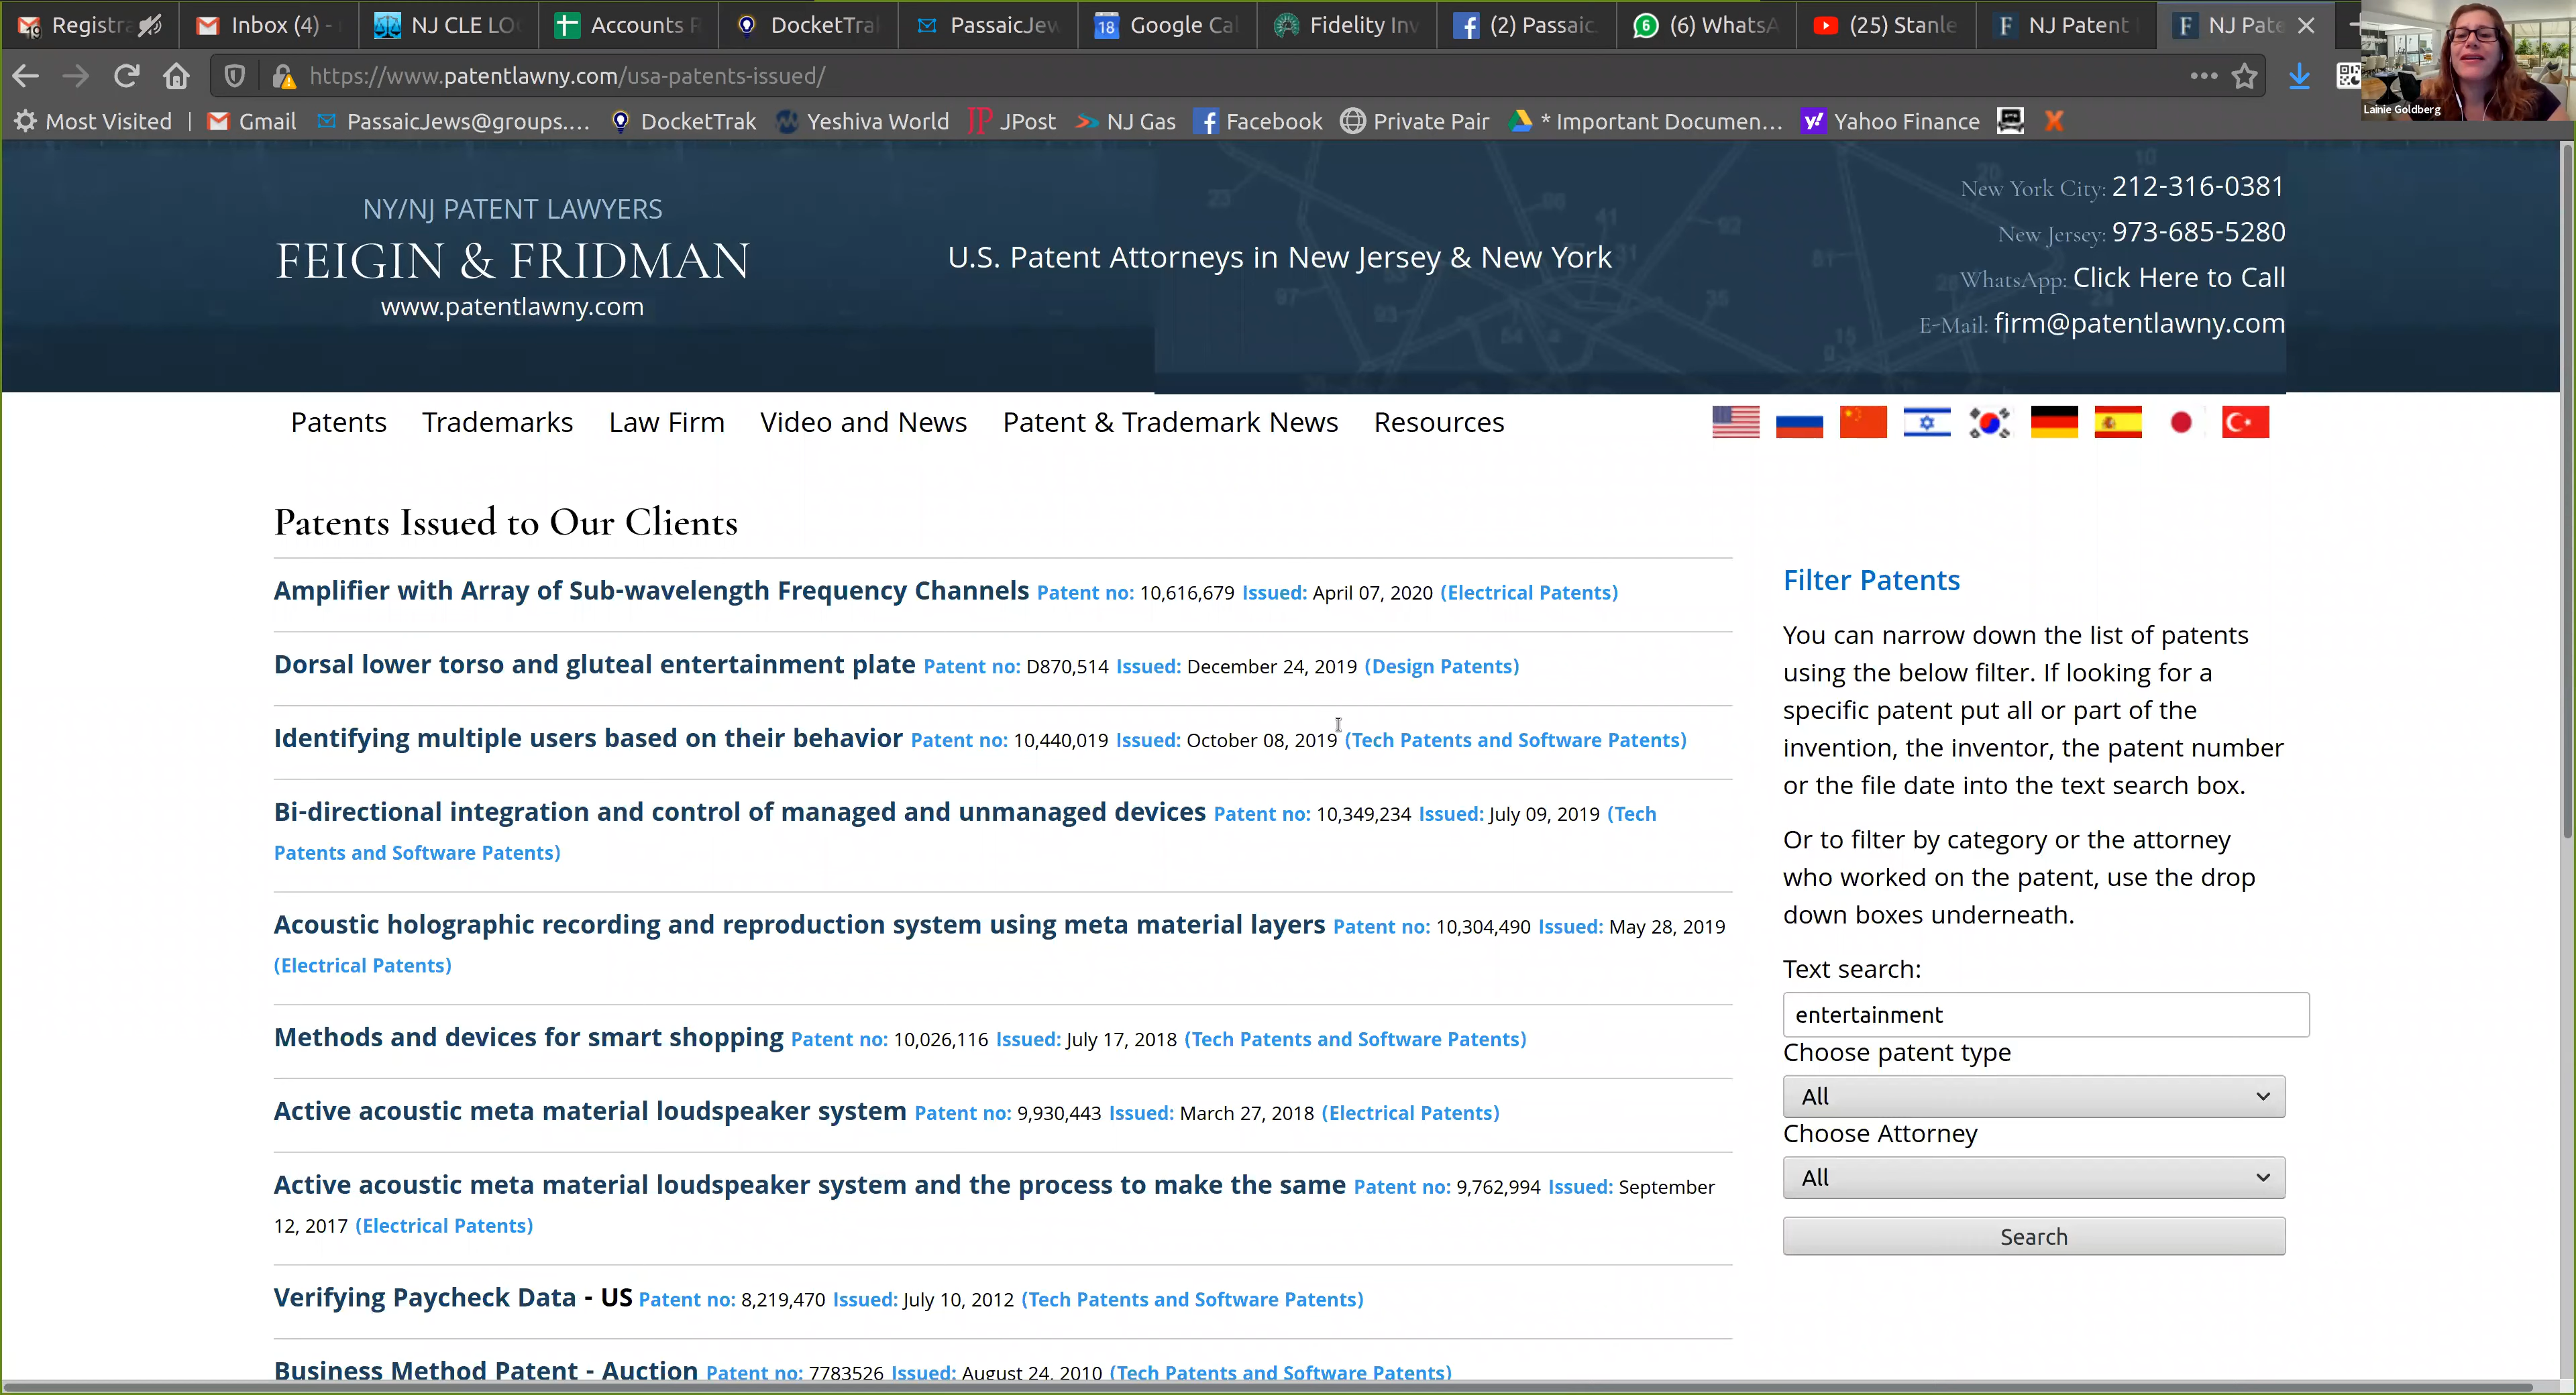 Registra
Inbox (4) -
NJ CLE LO
Accounts R
DocketTra
PassaicJew
Google Cal
Fidelity Inv
(2) Passaic
(6) WhatsA
(25) Stanle
NJ Patent
NJ Pate
https://www.patentlawny.com/usa-patents-issued/
Lainie Goldberg
Most Visited
Gmail
PassaicJews@groups....
DocketTrak
Yeshiva World
JPost
NJ Gas
Facebook
Private Pair
* Important Documen...
Yahoo Finance
NY/NJ PATENT LAWYERS
FEIGIN & FRIDMAN
www.patentlawny.com
U.S. Patent Attorneys in New Jersey & New York
New York City: 212-316-0381
New Jersey: 973-685-5280
WhatsApp: Click Here to Call
E-Mail: firm@patentlawny.com
Patents Trademarks Law Firm Video and News Patent & Trademark News Resources
Patents Issued to Our Clients
Amplifier with Array of Sub-wavelength Frequency Channels Patent no: 10,616,679 Issued: April 07, 2020 (Electrical Patents)
Dorsal lower torso and gluteal entertainment plate Patent no: D870,514 Issued: December 24, 2019 (Design Patents)
Identifying multiple users based on their behavior Patent no: 10,440,019 Issued: October 08, 2019 (Tech Patents and Software Patents)
Bi-directional integration and control of managed and unmanaged devices Patent no: 10,349,234 Issued: July 09, 2019 (Tech
Patents and Software Patents)
Acoustic holographic recording and reproduction system using meta material layers Patent no: 10,304,490 Issued: May 28, 2019
(Electrical Patents)
Methods and devices for smart shopping Patent no: 10,026,116 Issued: July 17, 2018 (Tech Patents and Software Patents)
Active acoustic meta material loudspeaker system Patent no: 9,930,443 Issued: March 27, 2018 (Electrical Patents)
Active acoustic meta material loudspeaker system and the process to make the same Patent no: 9,762,994 Issued: September
12, 2017 (Electrical Patents)
Verifying Paycheck Data - US Patent no: 8,219,470 Issued: July 10, 2012 (Tech Patents and Software Patents)
Business Method Patent - Auction Patent no: 7783526 Issued: August 24, 2010 (Tech Patents and Software Patents)
Filter Patents
You can narrow down the list of patents
using the below filter. If looking for a
specific patent put all or part of the
invention, the inventor, the patent number
or the file date into the text search box.
Or to filter by category or the attorney
who worked on the patent, use the drop
down boxes underneath.
Text search:
entertainment
Choose patent type
All
Choose Attorney
All
Search